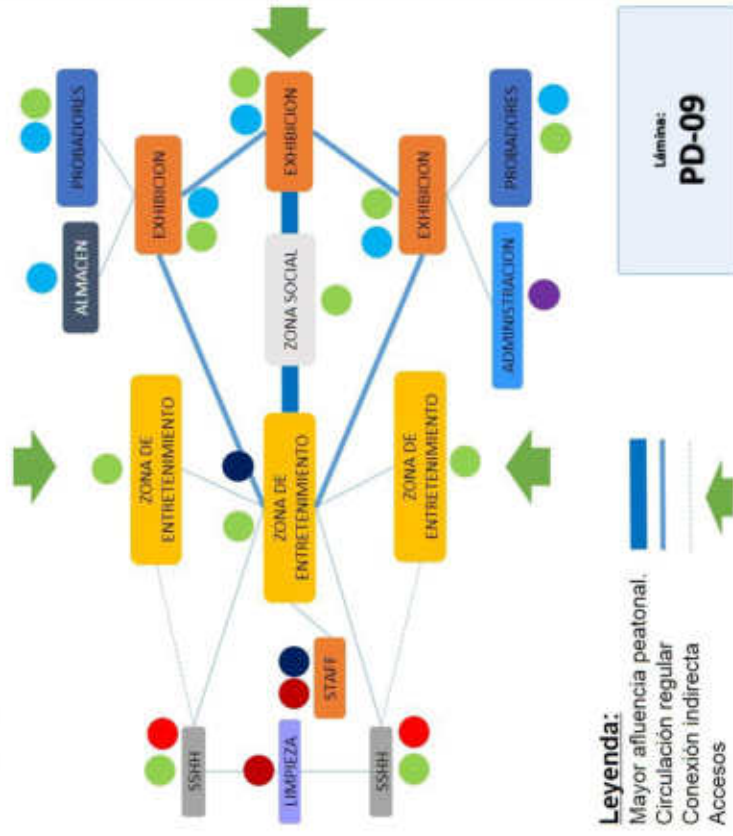 ALMACEN
PROBADORES
ZONA DE
ENTRETENIMIENTO
EXHIBICION
SSHH
LIMPIEZA
ZONA DE
ENTRETENIMIENTO
ZONA SOCIAL
EXHIBICION
STAFF
SSHH
ZONA DE
ENTRETENIMIENTO
EXHIBICION
ADMINISTRACION
PROBADORES
Leyenda:
Mayor afluencia peatonal.
Circulación regular
Conexión indirecta
Accesos
Lámina:
PD-09